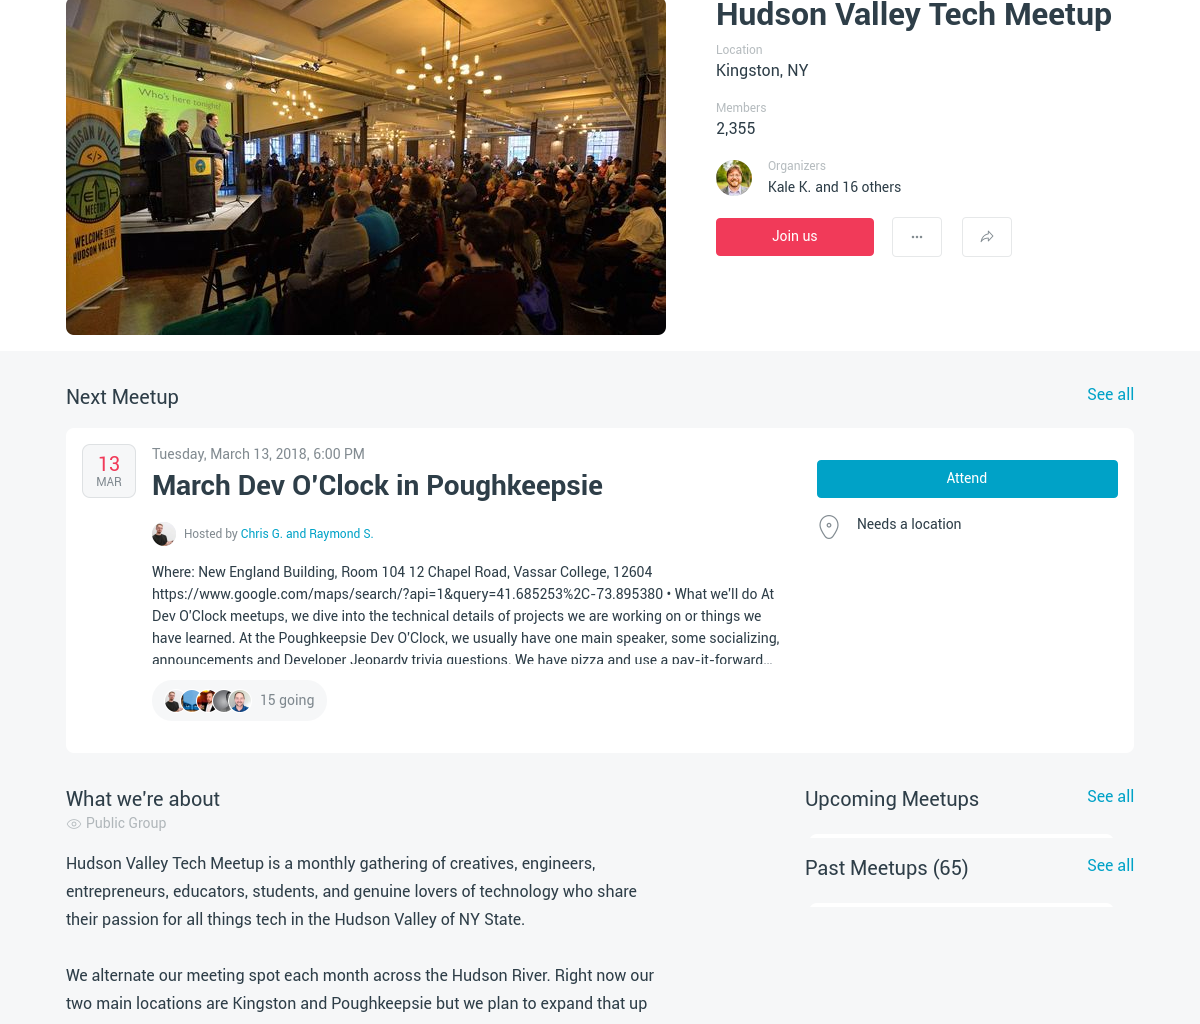 Who's here tonight?
HUDSON VALLEY
</>
TECH
MEETUP
WELCOME TO THE
HUDSON VALLEY
Hudson Valley Tech Meetup
Location
Kingston, NY
Members
2,355
Organizers
Kale K. and 16 others
Join us
Next Meetup
See all
13
MAR
Tuesday, March 13, 2018, 6:00 PM
March Dev O'Clock in Poughkeepsie
Attend
Hosted by Chris G. and Raymond S.
Needs a location
Where: New England Building, Room 104 12 Chapel Road, Vassar College, 12604
https://www.google.com/maps/search/?api=1&query=41.685253%2C-73.895380 • What we'll do At
Dev O'Clock meetups, we dive into the technical details of projects we are working on or things we
have learned. At the Poughkeepsie Dev O'Clock, we usually have one main speaker, some socializing,
announcements and Developer Jeopardy trivia questions. We have pizza and use a pay-it-forward...
15 going
What we're about
Public Group
Hudson Valley Tech Meetup is a monthly gathering of creatives, engineers,
entrepreneurs, educators, students, and genuine lovers of technology who share
their passion for all things tech in the Hudson Valley of NY State.
We alternate our meeting spot each month across the Hudson River. Right now our
two main locations are Kingston and Poughkeepsie but we plan to expand that up
Upcoming Meetups
See all
Past Meetups (65)
See all